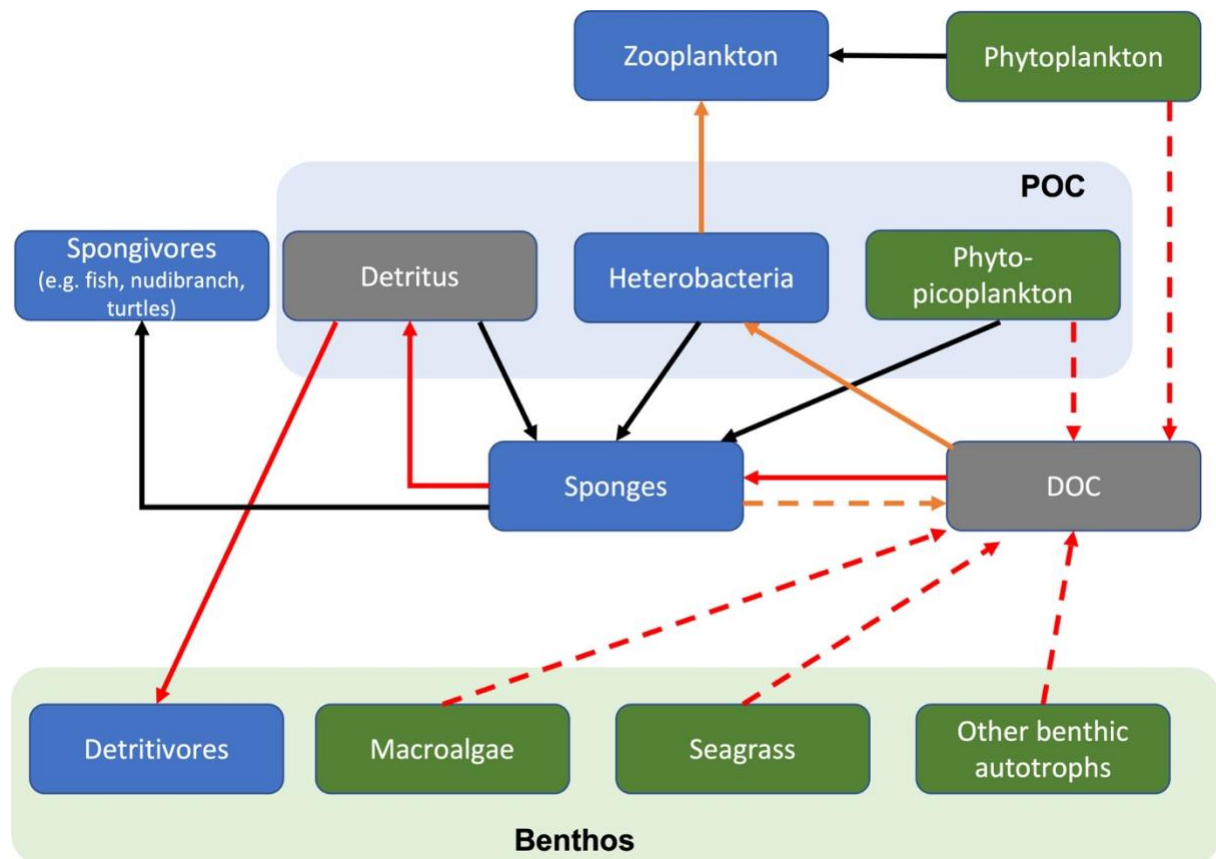 Zooplankton
Phytoplankton
POC
Spongivores
(e.g. fish, nudibranch,
turtles)
Detritus
Heterobacteria
Phyto-
picoplankton
Sponges
DOC
Detritivores
Macroalgae
Seagrass
Other benthic
autotrophs
Benthos